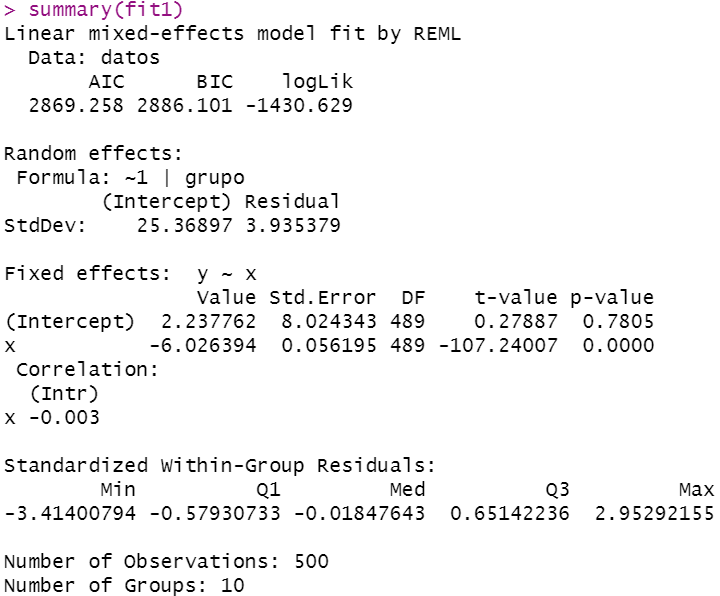 > summary(fit1)
Linear mixed-effects model fit by REML
  Data: datos
       AIC      BIC    logLik
  2869.258 2886.101 -1430.629

Random effects:
 Formula: ~1 | grupo
        (Intercept) Residual
StdDev:    25.36897 3.935379

Fixed effects:  y ~ x
                Value Std.Error  DF    t-value p-value
(Intercept)  2.237762  8.024343 489    0.27887  0.7805
x           -6.026394  0.056195 489 -107.24007  0.0000
 Correlation:
  (Intr)
x -0.003

Standardized Within-Group Residuals:
        Min          Q1         Med          Q3         Max
-3.41400794 -0.57930733 -0.01847643  0.65142236  2.95292155

Number of Observations: 500
Number of Groups: 10